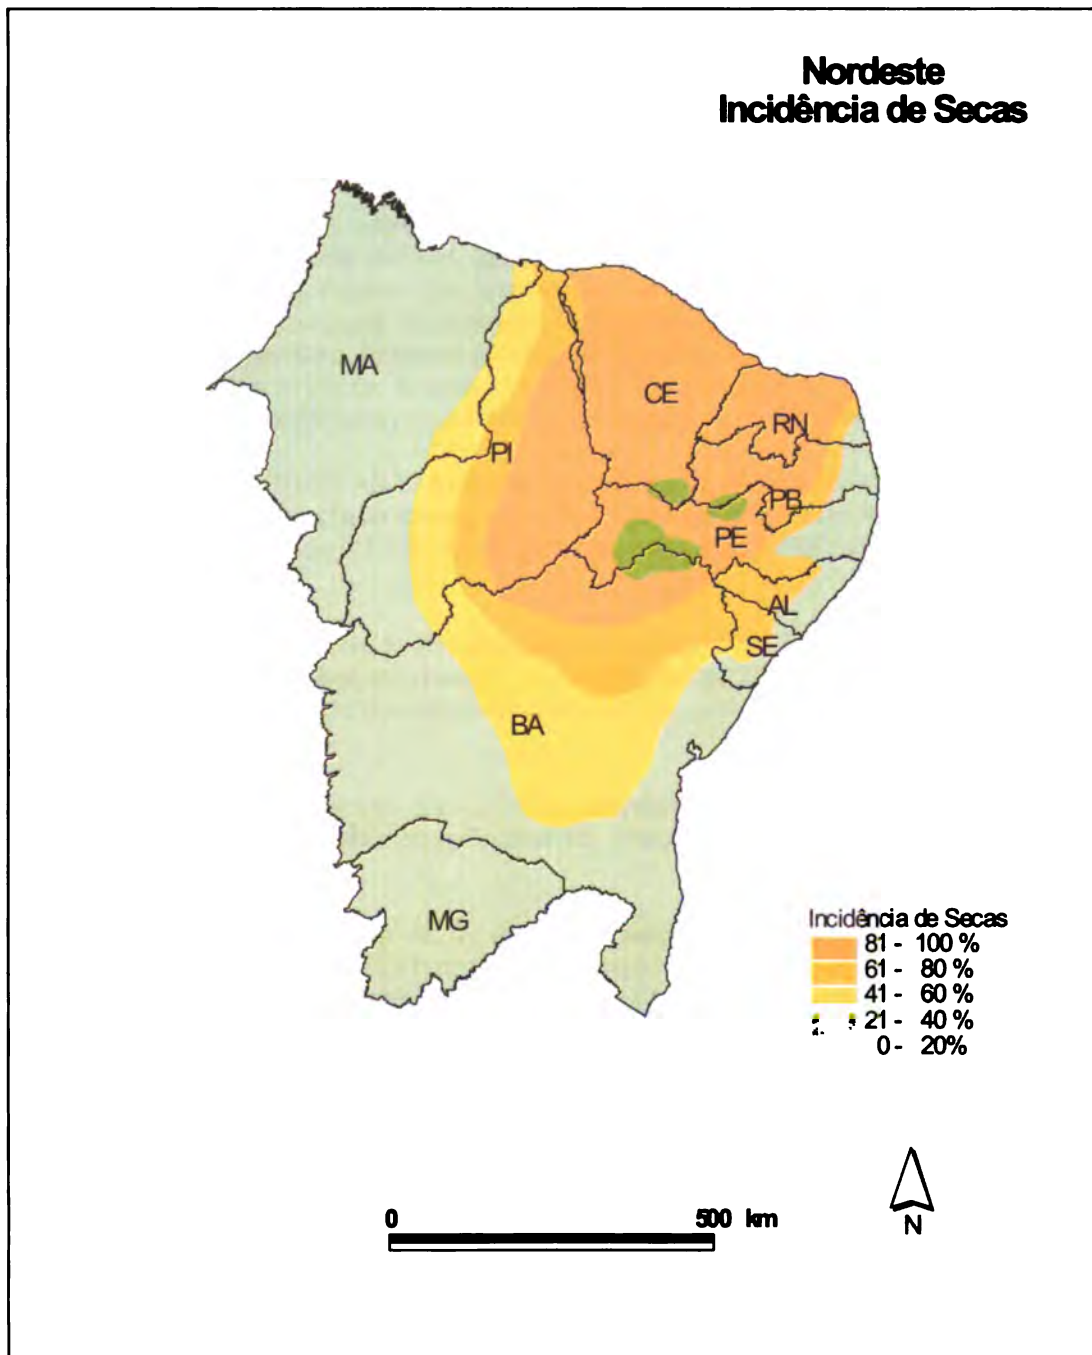 Nordeste
Incidência de Secas
MA
CE
RN
PI
PB
PE
AL
SE
BA
MG
Incidência de Secas
81 - 100 %
61 - 80 %
41 - 60 %
21 - 40 %
0 - 20%
0 500 km
N